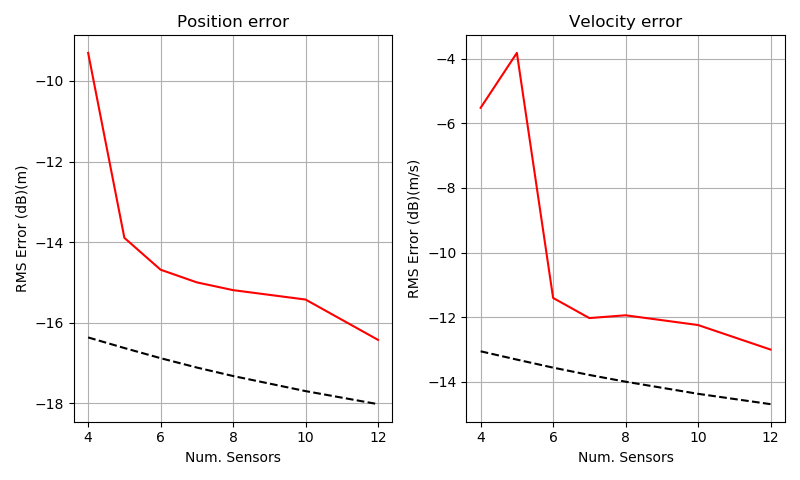 Position error
RMS Error (dB)(m)
−10
−12
−14
−16
−18
4 6 8 10 12
Num. Sensors
Velocity error
RMS Error (dB)(m/s)
−4
−6
−8
−10
−12
−14
4 6 8 10 12
Num. Sensors